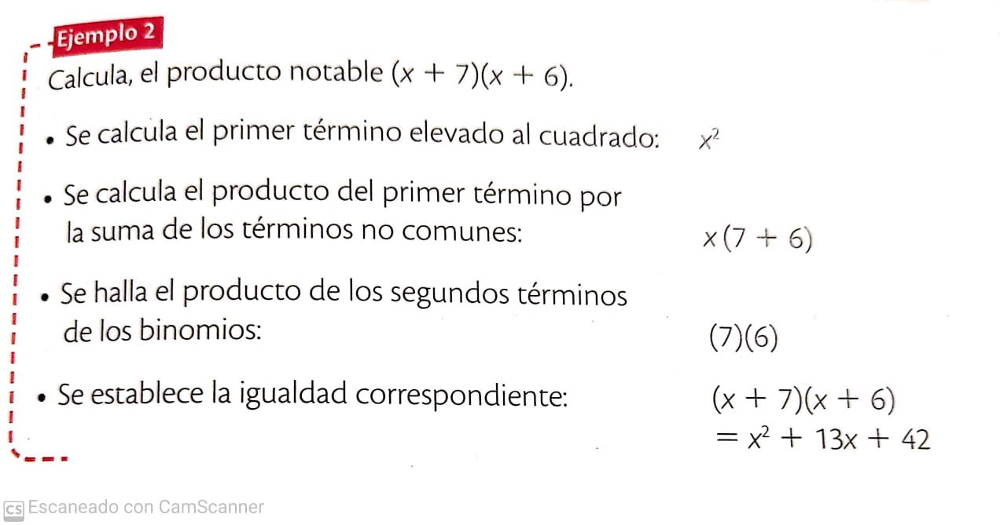 Ejemplo 2
Calcula, el producto notable (x + 7)(x + 6).
• Se calcula el primer término elevado al cuadrado: x²
• Se calcula el producto del primer término por
la suma de los términos no comunes: x(7 + 6)
• Se halla el producto de los segundos términos
de los binomios: (7)(6)
• Se establece la igualdad correspondiente: (x + 7)(x + 6)
= x² + 13x + 42
CS Escaneado con CamScanner